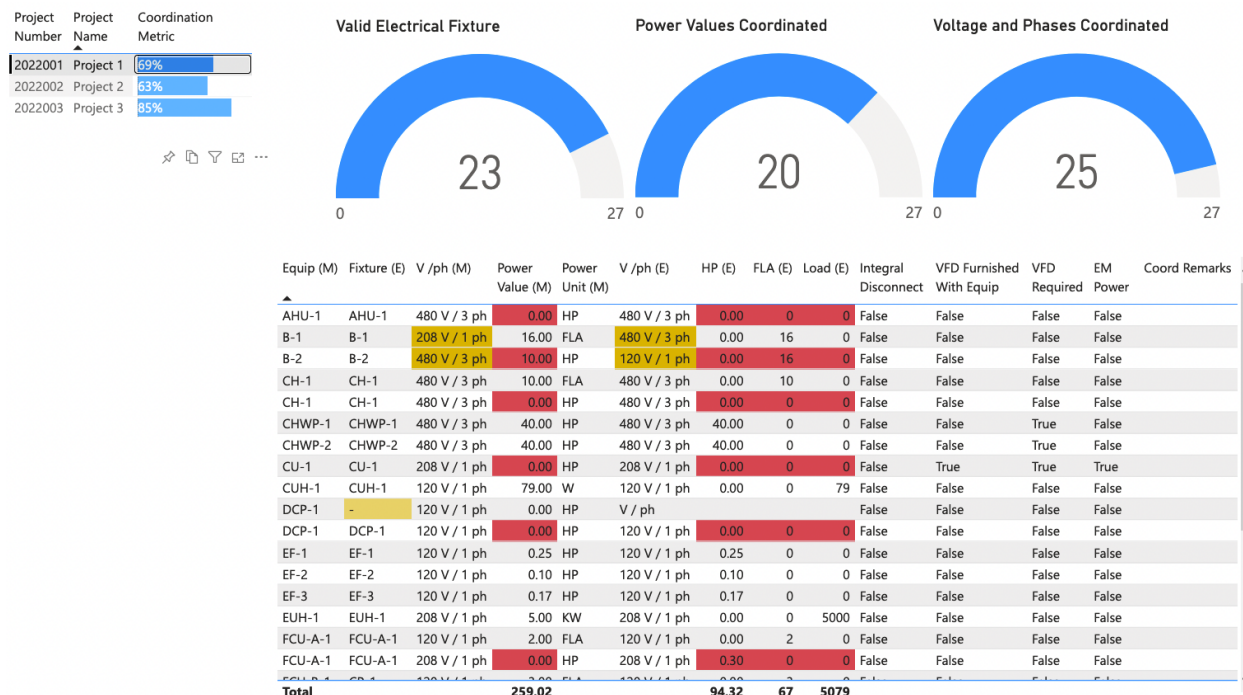 Project Number Project Name Coordination Metric
2022001 Project 1 69%
2022002 Project 2 63%
2022003 Project 3 85%
Valid Electrical Fixture
23
0 27
Power Values Coordinated
20
0 27
Voltage and Phases Coordinated
25
0 27
Equip (M) Fixture (E) V /ph (M) Power Value (M) Power Unit (M) V /ph (E) HP (E) FLA (E) Load (E) Integral Disconnect VFD Furnished With Equip VFD Required EM Power Coord Remarks
AHU-1 AHU-1 480 V / 3 ph 0.00 HP 480 V / 3 ph 0.00 0 0 False False False False
B-1 B-1 208 V / 1 ph 16.00 FLA 480 V / 3 ph 0.00 16 0 False False False False
B-2 B-2 480 V / 3 ph 10.00 HP 120 V / 1 ph 0.00 16 0 False False False False
CH-1 CH-1 480 V / 3 ph 10.00 FLA 480 V / 3 ph 0.00 10 0 False False False False
CH-1 CH-1 480 V / 3 ph 0.00 HP 480 V / 3 ph 0.00 0 0 False False False False
CHWP-1 CHWP-1 480 V / 3 ph 40.00 HP 480 V / 3 ph 40.00 0 0 False False True False
CHWP-2 CHWP-2 480 V / 3 ph 40.00 HP 480 V / 3 ph 40.00 0 0 False False True False
CU-1 CU-1 208 V / 1 ph 0.00 HP 208 V / 1 ph 0.00 0 0 False True True True
CUH-1 CUH-1 120 V / 1 ph 79.00 W 120 V / 1 ph 0.00 0 79 False False False False
DCP-1 - 120 V / 1 ph 0.00 HP V / ph False False False False
DCP-1 DCP-1 120 V / 1 ph 0.00 HP 120 V / 1 ph 0.00 0 0 False False False False
EF-1 EF-1 120 V / 1 ph 0.25 HP 120 V / 1 ph 0.25 0 0 False False False False
EF-2 EF-2 120 V / 1 ph 0.10 HP 120 V / 1 ph 0.10 0 0 False False False False
EF-3 EF-3 120 V / 1 ph 0.17 HP 120 V / 1 ph 0.17 0 0 False False False False
EUH-1 EUH-1 208 V / 1 ph 5.00 KW 208 V / 1 ph 0.00 0 5000 False False False False
FCU-A-1 FCU-A-1 120 V / 1 ph 2.00 FLA 120 V / 1 ph 0.00 2 0 False False False False
FCU-A-1 FCU-A-1 208 V / 1 ph 0.00 HP 208 V / 1 ph 0.30 0 0 False False False False
Total 259.02 94.32 67 5079